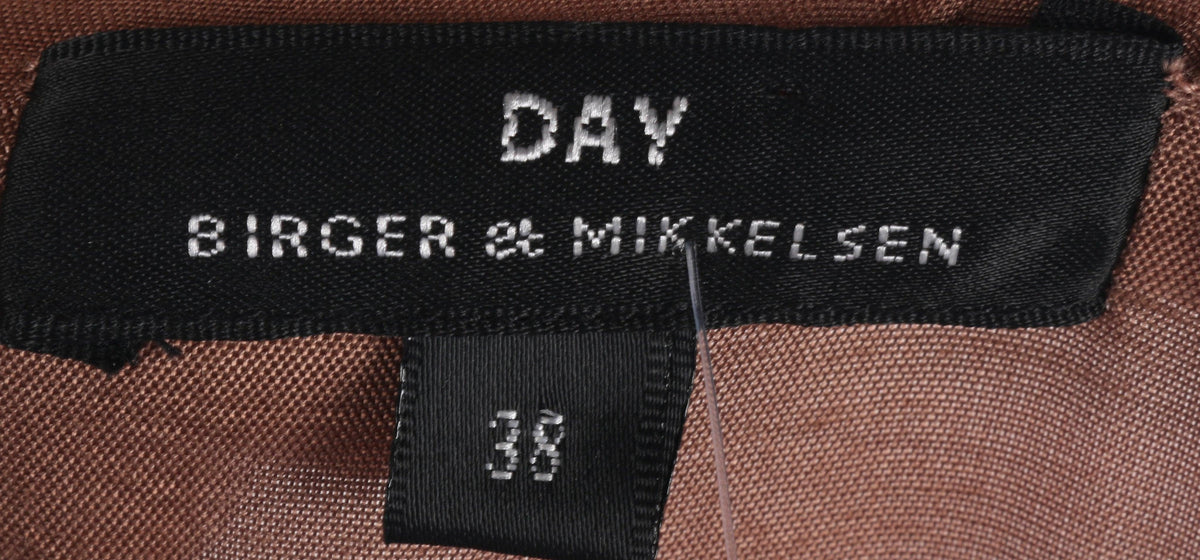 DAY
BIRGER et MIKKELSEN
38